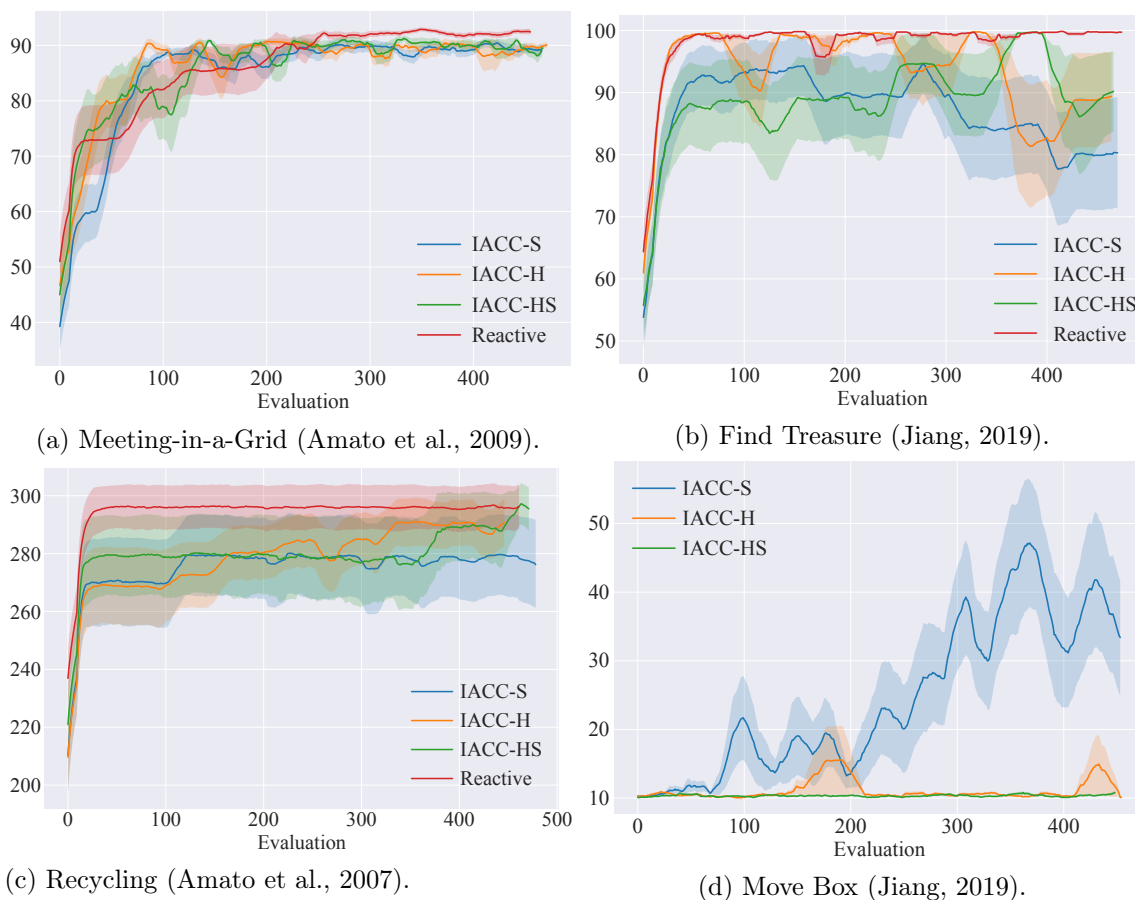 90
80
70
60
50
40
0 100 200 300 400
Evaluation
IACC-S
IACC-H
IACC-HS
Reactive
(a) Meeting-in-a-Grid (Amato et al., 2009).
100
90
80
70
60
50
0 100 200 300 400
Evaluation
IACC-S
IACC-H
IACC-HS
Reactive
(b) Find Treasure (Jiang, 2019).
300
280
260
240
220
200
0 100 200 300 400 500
Evaluation
IACC-S
IACC-H
IACC-HS
Reactive
(c) Recycling (Amato et al., 2007).
IACC-S
IACC-H
IACC-HS
50
40
30
20
10
0 100 200 300 400
Evaluation
(d) Move Box (Jiang, 2019).